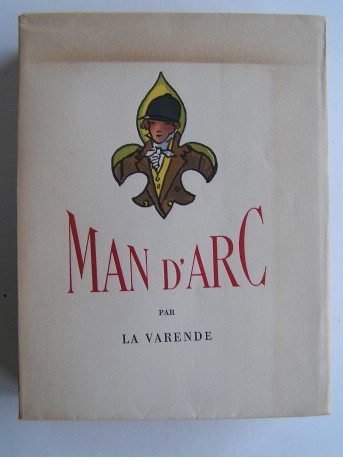 MAN D'ARC
PAR
LA VARENDE